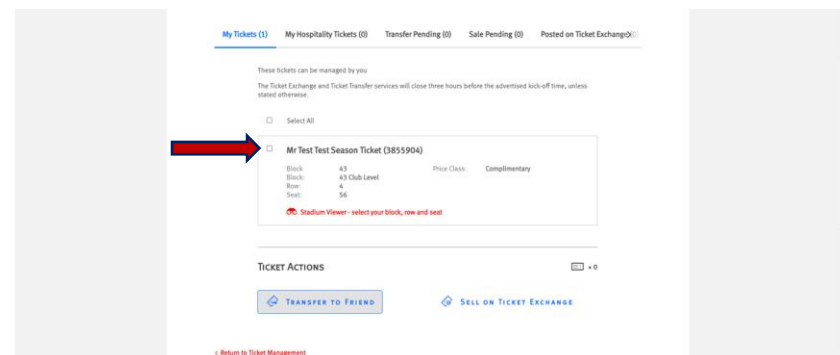 My Tickets (1) My Hospitality Tickets (0) Transfer Pending (0) Sale Pending (0) Posted on Ticket Exchange
These tickets can be managed by you
The Ticket Exchange and Ticket Transfer services will close three hours before the advertised kick-off time, unless
stated otherwise.
Select All
Mr Test Test Season Ticket (3855904)
Block 43 Price Class: Complimentary
Block: 43 Club Level
Row: 4
Seat: 56
Stadium Viewer - select your block, row and seat
TICKET ACTIONS × 0
TRANSFER TO FRIEND SELL ON TICKET EXCHANGE
< Return to Ticket Management